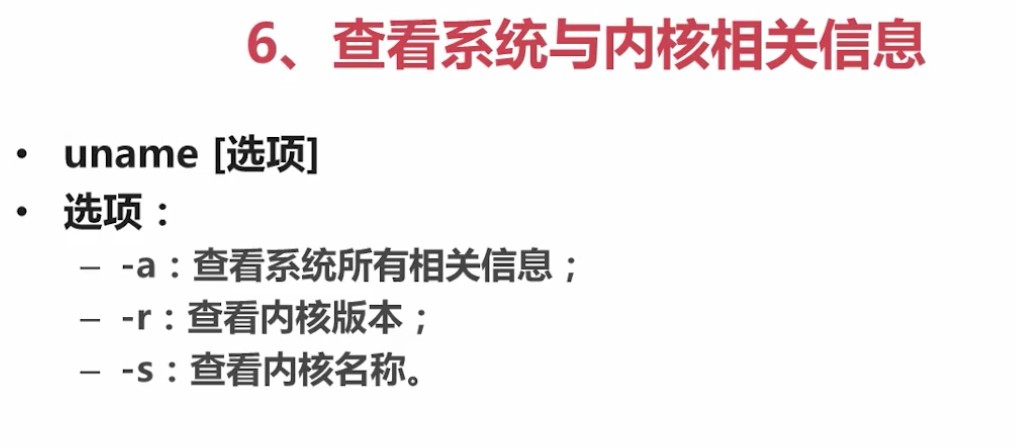 6、查看系统与内核相关信息
• uname [选项]
• 选项：
– -a：查看系统所有相关信息；
– -r：查看内核版本；
– -s：查看内核名称。